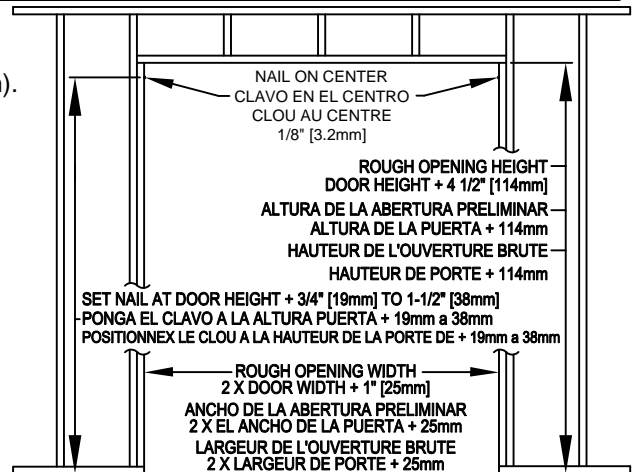 ).
NAIL ON CENTER
CLAVO EN EL CENTRO
CLOU AU CENTRE
1/8" [3.2mm]
ROUGH OPENING HEIGHT
DOOR HEIGHT + 4 1/2" [114mm]
ALTURA DE LA ABERTURA PRELIMINAR
ALTURA DE LA PUERTA + 114mm
HAUTEUR DE L'OUVERTURE BRUTE
HAUTEUR DE PORTE + 114mm
SET NAIL AT DOOR HEIGHT + 3/4" [19mm] TO 1-1/2" [38mm]
PONGA EL CLAVO A LA ALTURA PUERTA + 19mm a 38mm
POSITIONNEX LE CLOU A LA HAUTEUR DE LA PORTE DE + 19mm a 38mm
ROUGH OPENING WIDTH
2 X DOOR WIDTH + 1" [25mm]
ANCHO DE LA ABERTURA PRELIMINAR
2 X EL ANCHO DE LA PUERTA + 25mm
LARGEUR DE L'OUVERTURE BRUTE
2 X LARGEUR DE PORTE + 25mm